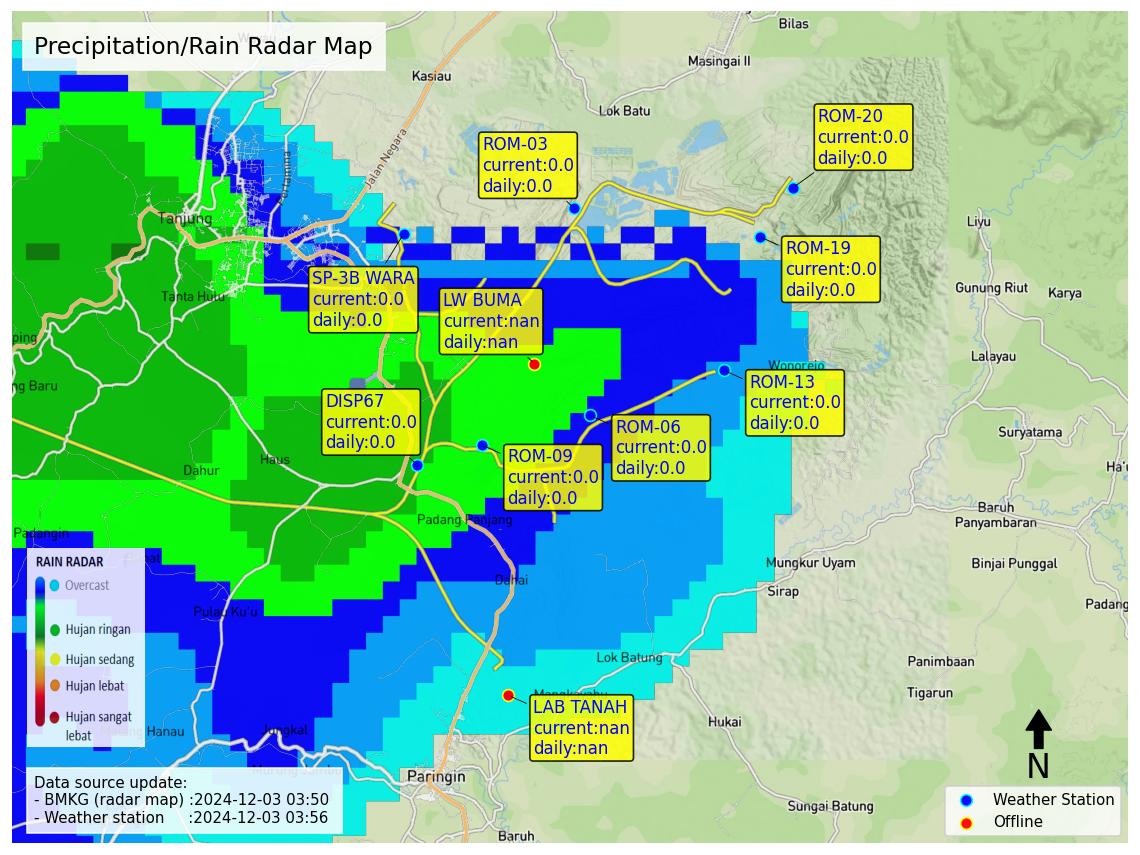 Precipitation/Rain Radar Map
Bilas
Masingai II
Kasiau
Lok Batu
Jalan Negara
ROM-20
current:0.0
daily:0.0
ROM-03
current:0.0
daily:0.0
Tanjung
Liyu
ROM-19
current:0.0
daily:0.0
SP-3B WARA
current:0.0
daily:0.0
LW BUMA
current:nan
daily:nan
Tanta Hulu
Gunung Riut
Karya
Lalayau
Wonorejo
ROM-13
current:0.0
daily:0.0
ping
ng Baru
DISP67
current:0.0
daily:0.0
ROM-06
current:0.0
daily:0.0
ROM-09
current:0.0
daily:0.0
Suryatama
Haus
Dahur
Ha'u
Baruh
Panyambaran
Padang Panjang
Padangin
Mungkur Uyam
Binjai Punggal
Dahai
Sirap
Padang
Pulau Ku'u
RAIN RADAR
Overcast
Hujan ringan
Hujan sedang
Hujan lebat
Hujan sangat
lebat
Lok Batung
Panimbaan
Tigarun
LAB TANAH
current:nan
daily:nan
Hukai
Hanau
Jungkal
Paringin
Sungai Batung
Baruh
Data source update:
- BMKG (radar map) :2024-12-03 03:50
- Weather station :2024-12-03 03:56
N
Weather Station
Offline